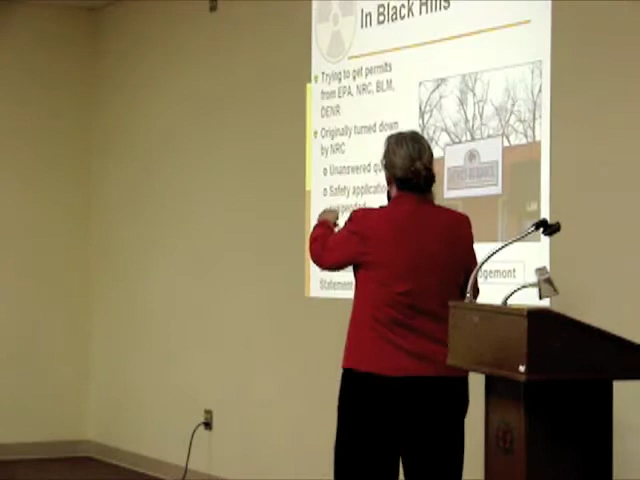 In Black Hills
Trying to get permits
from EPA, NRC, BLM,
DENR
Originally turned down
by NRC
Unanswered
Safety application
suspended
Statement